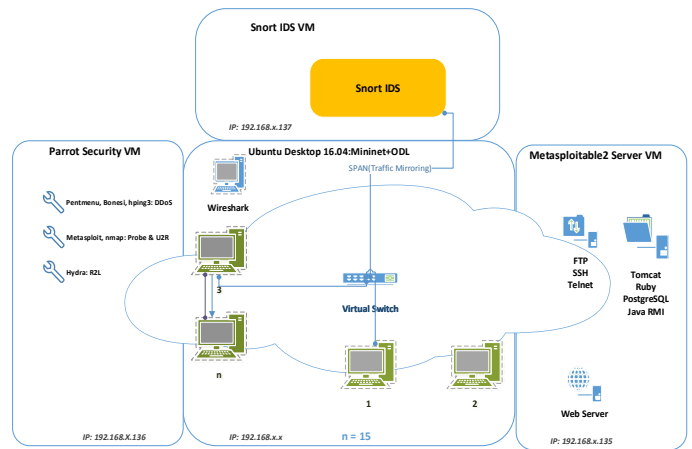 Snort IDS VM
Snort IDS
IP: 192.168.x.137
Parrot Security VM
Pentmenu, Bonesi, hping3: DDoS
Metasploit, nmap: Probe & U2R
Hydra: R2L
IP: 192.168.X.136
Ubuntu Desktop 16.04:Mininet+ODL
SPAN(Traffic Mirroring)
Wireshark
3
Virtual Switch
n
1
2
IP: 192.168.x.x
n = 15
Metasploitable2 Server VM
FTP
SSH
Telnet
Tomcat
Ruby
PostgreSQL
Java RMI
Web Server
IP: 192.168.x.135